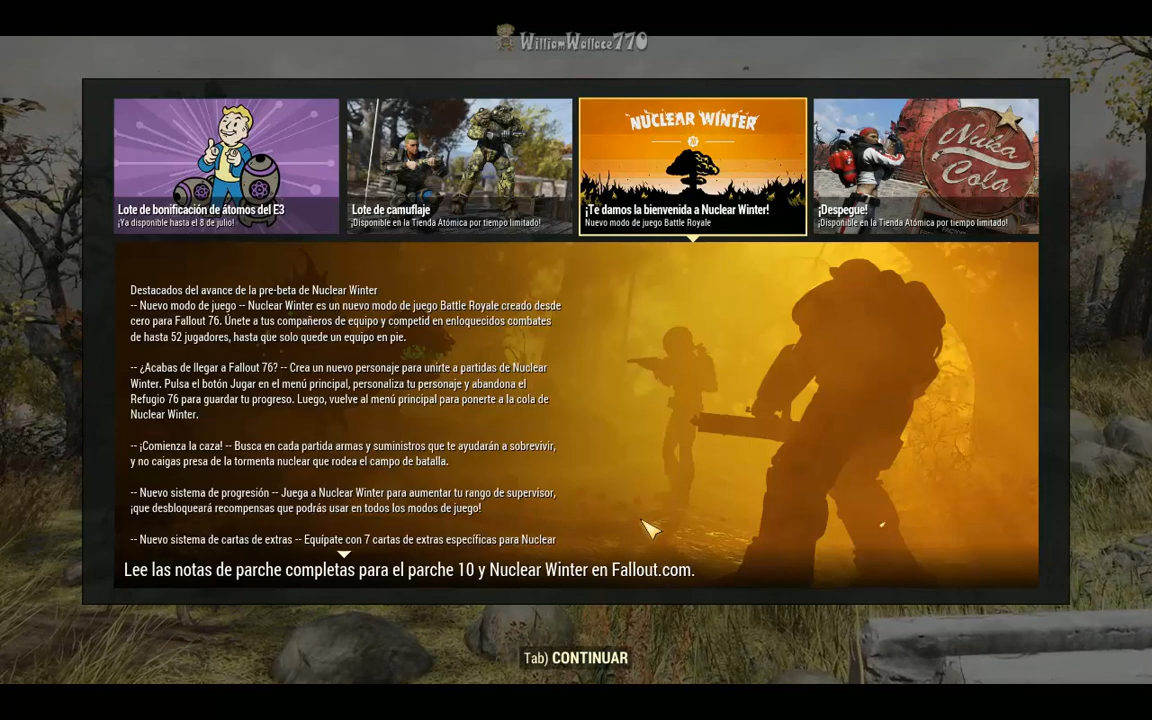 WilliamWallace770
NUCLEAR WINTER
Nuka
Cola
Lote de bonificación de átomos del E3
¡Ya disponible hasta el 8 de julio!
Lote de camuflaje
¡Disponible en la Tienda Atómica por tiempo limitado!
¡Te damos la bienvenida a Nuclear Winter!
Nuevo modo de juego Battle Royale
¡Despegue!
¡Disponible en la Tienda Atómica por tiempo limitado!
Destacados del avance de la pre-beta de Nuclear Winter
-- Nuevo modo de juego -- Nuclear Winter es un nuevo modo de juego Battle Royale creado desde
cero para Fallout 76. Únete a tus compañeros de equipo y competid en enloquecidos combates
de hasta 52 jugadores, hasta que solo quede un equipo en pie.
-- ¿Acabas de llegar a Fallout 76? -- Crea un nuevo personaje para unirte a partidas de Nuclear
Winter. Pulsa el botón Jugar en el menú principal, personaliza tu personaje y abandona el
Refugio 76 para guardar tu progreso. Luego, vuelve al menú principal para ponerte a la cola de
Nuclear Winter.
-- ¡Comienza la caza! -- Busca en cada partida armas y suministros que te ayudarán a sobrevivir,
y no caigas presa de la tormenta nuclear que rodea el campo de batalla.
-- Nuevo sistema de progresión -- Juega a Nuclear Winter para aumentar tu rango de supervisor,
¡que desbloqueará recompensas que podrás usar en todos los modos de juego!
-- Nuevo sistema de cartas de extras -- Equípate con 7 cartas de extras específicas para Nuclear
Lee las notas de parche completas para el parche 10 y Nuclear Winter en Fallout.com.
Tab) CONTINUAR